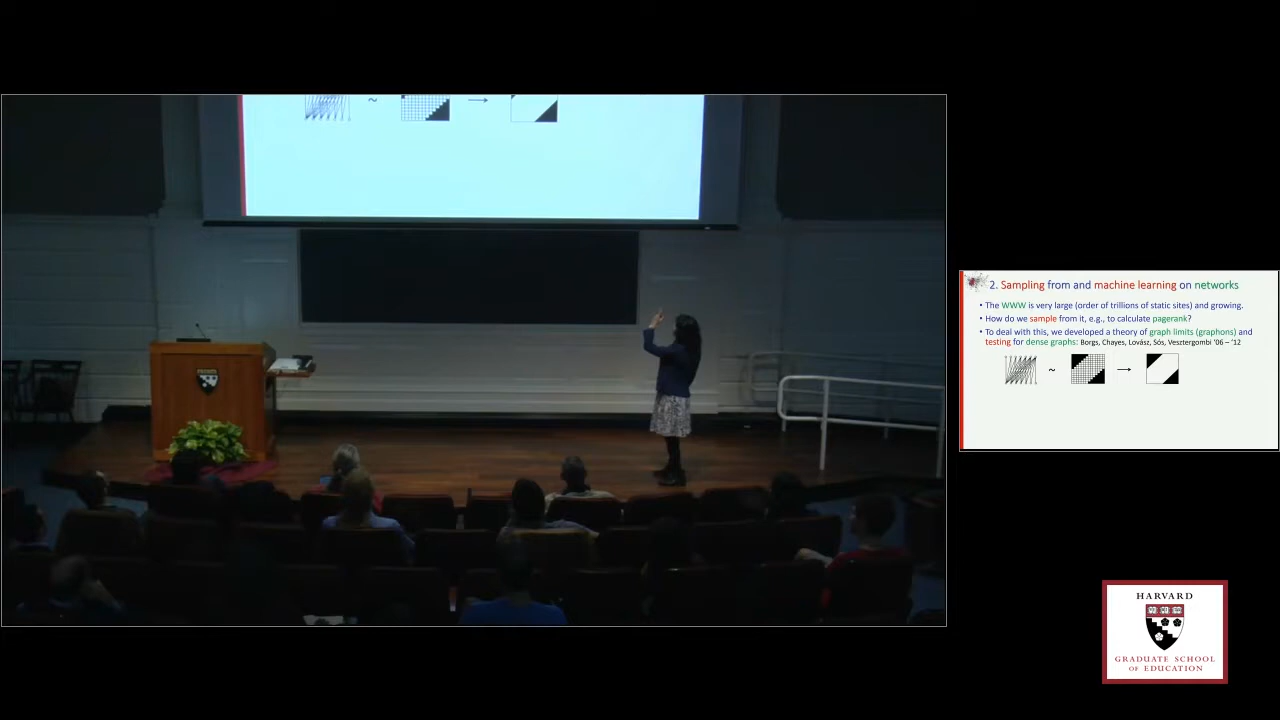 2. Sampling from and machine learning on networks
• The WWW is very large (order of trillions of static sites) and growing.
• How do we sample from it, e.g., to calculate pagerank?
• To deal with this, we developed a theory of graph limits (graphons) and
testing for dense graphs: Borgs, Chayes, Lovász, Sós, Vesztergombi '06 – '12
~ →
~ →
HARVARD
GRADUATE SCHOOL
OF EDUCATION